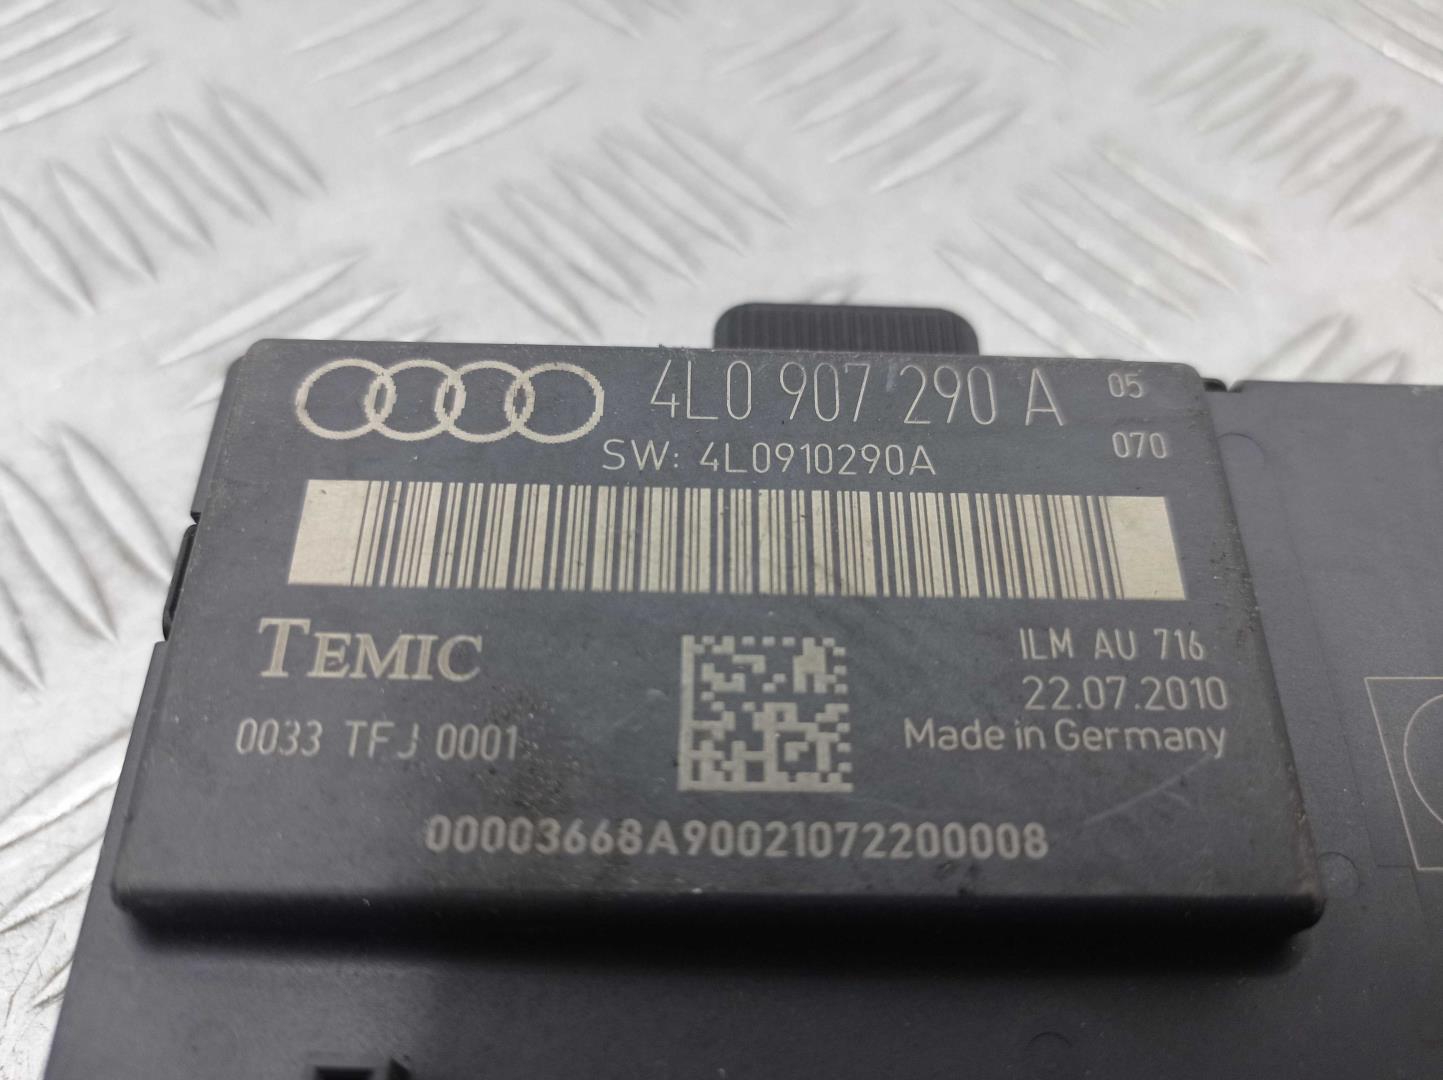 4L0 907 290 A 05
SW: 4L0910290A 070
TEMIC
ILM AU 716
22.07.2010
0033 TFJ 0001
Made in Germany
00003668A90021072200008